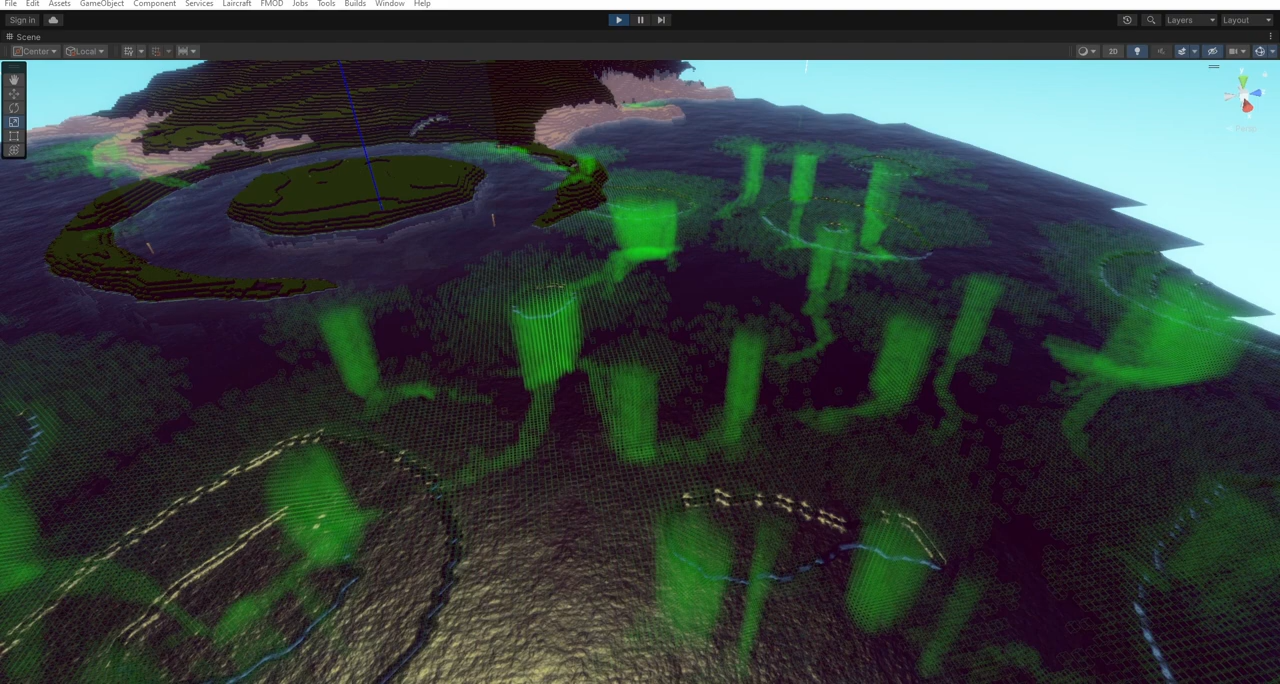 File Edit Assets GameObject Component Services Laircraft FMOD Jobs Tools Builds Window Help
Sign in Layers Layout
Scene
Center Local 2D
Persp